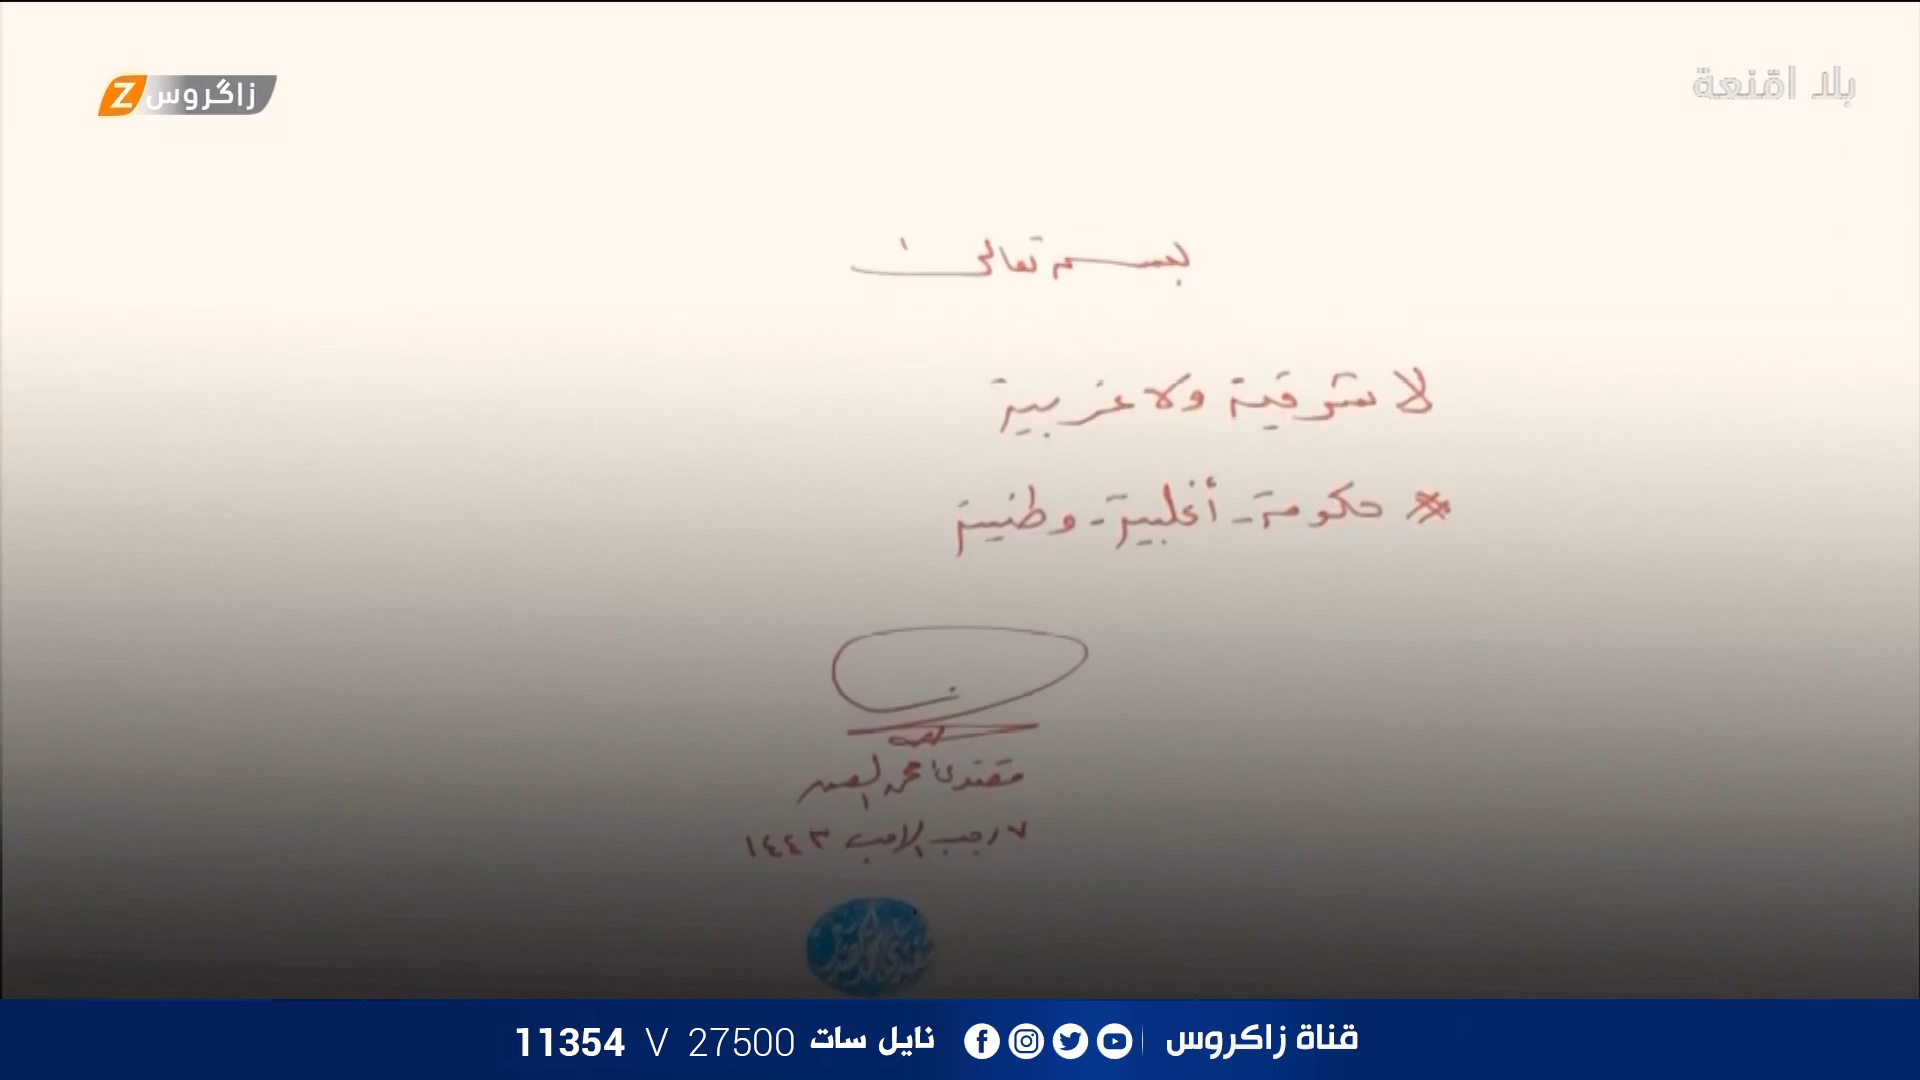 زاگروس Z
بلا اقنعة
بسمه تعالى
لا شرقية ولا غربية
* حكومة - أغلبية - وطنية
مقتدى محمد الصدر
٧ رجب الاصب ١٤٤٣
قناة زاكروس
نايل سات 27500 V 11354